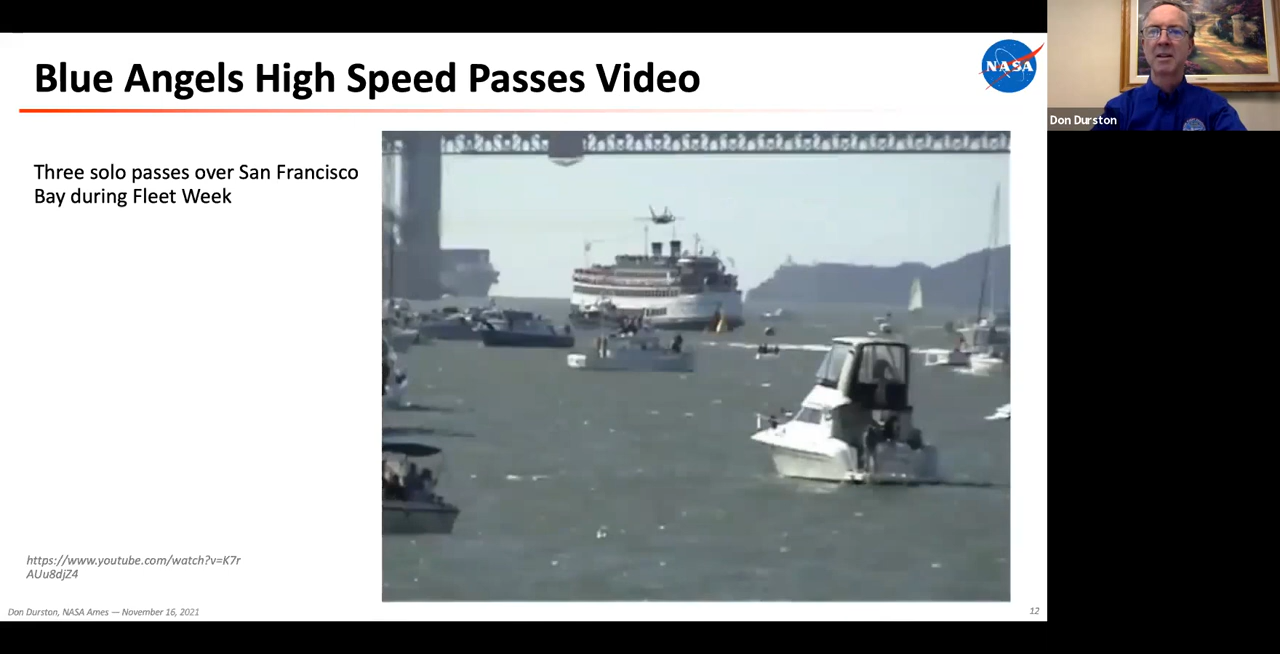 Blue Angels High Speed Passes Video
NASA
Don Durston
Three solo passes over San Francisco
Bay during Fleet Week
https://www.youtube.com/watch?v=K7r
AUu8djZ4
Don Durston, NASA Ames — November 16, 2021
12